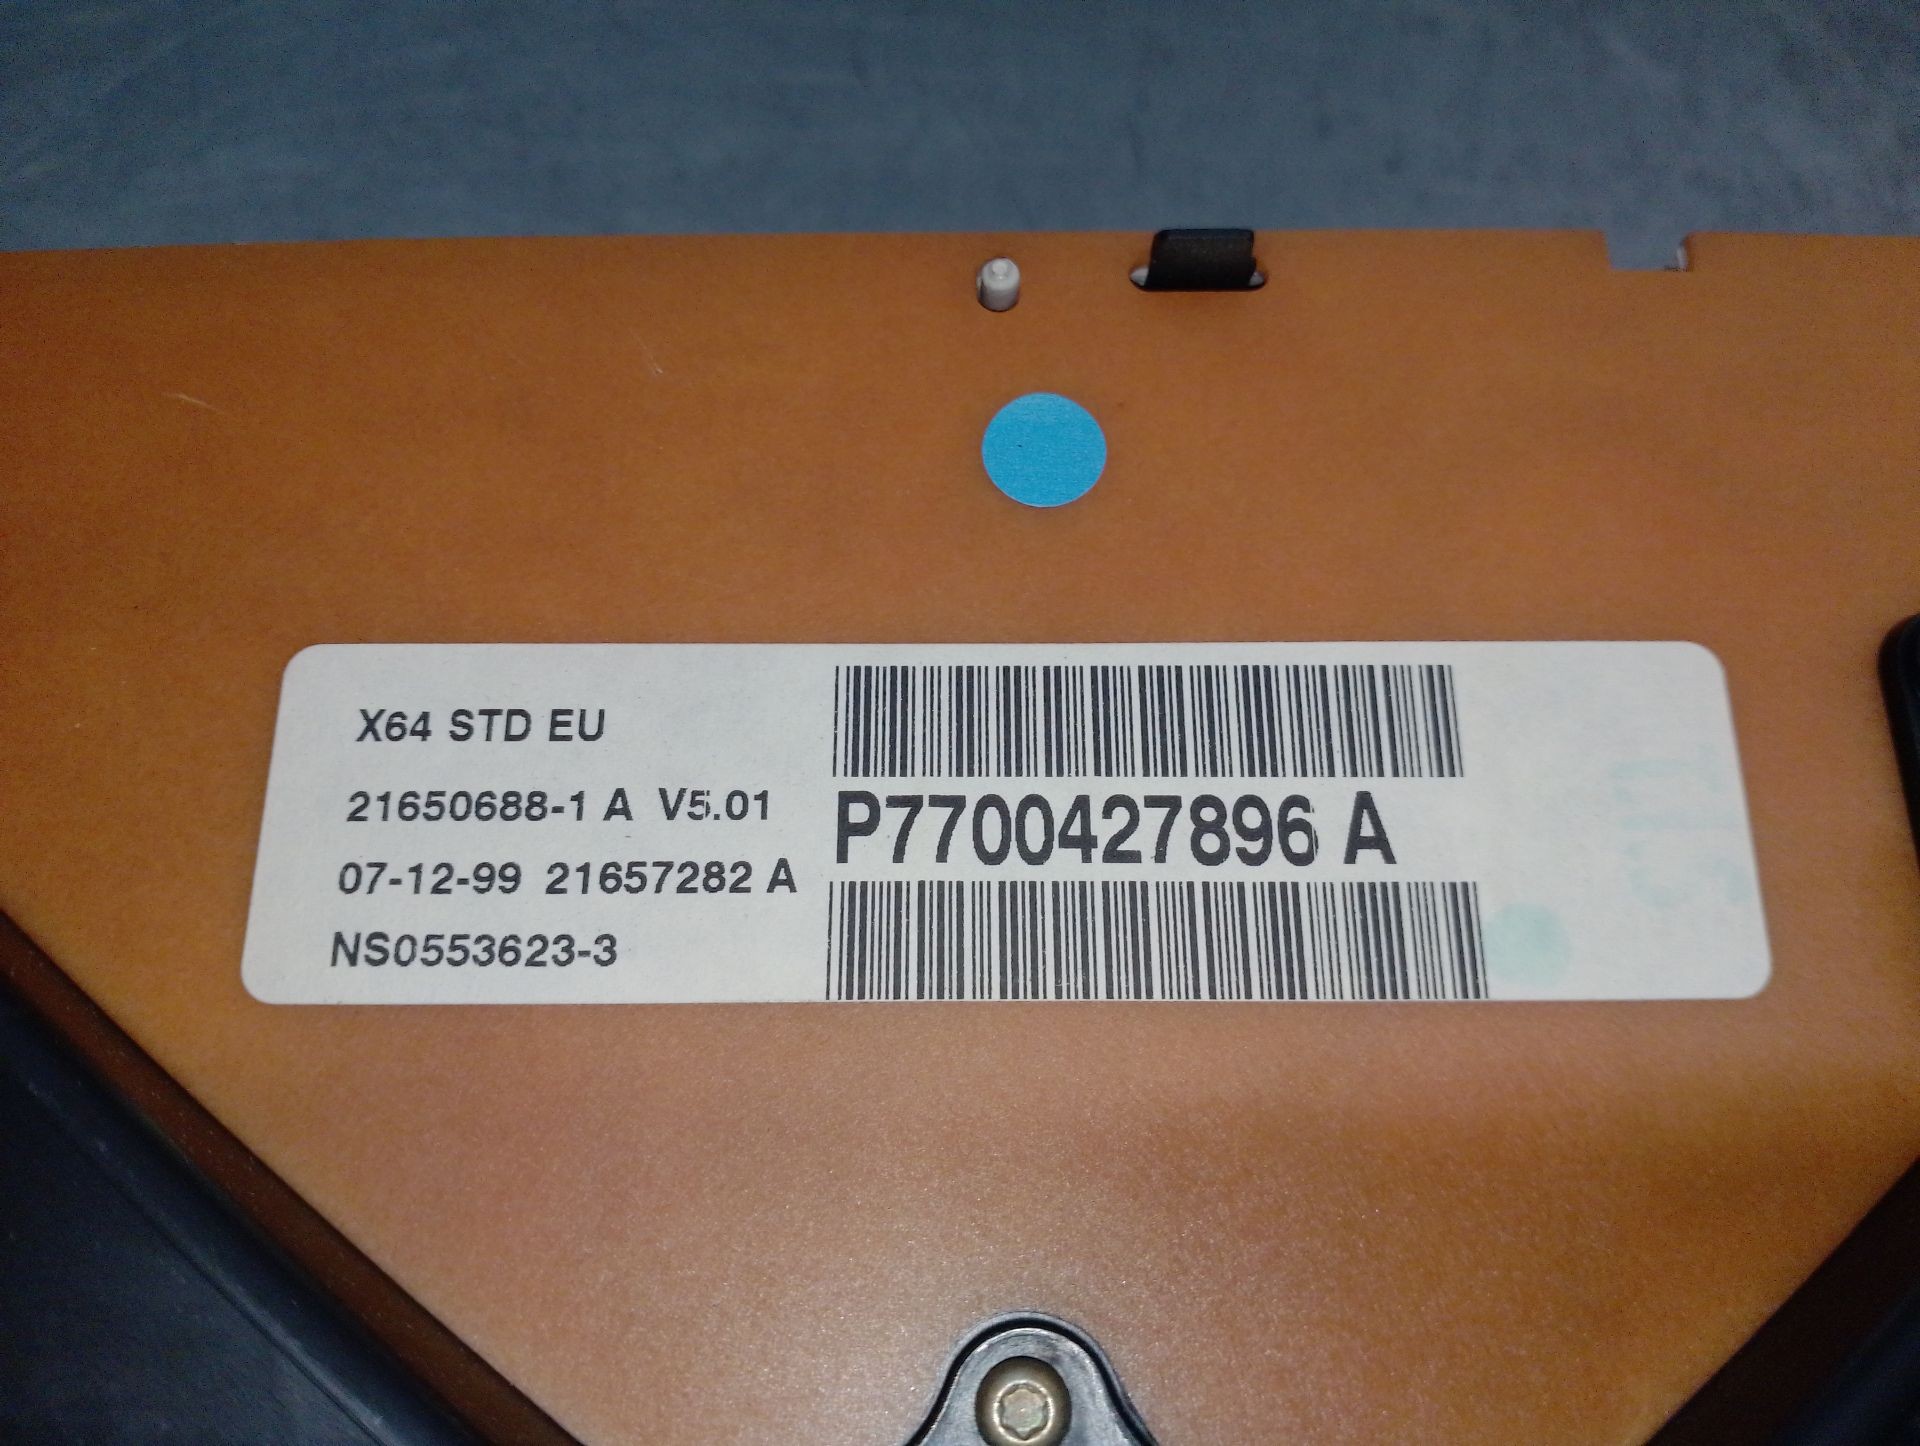 X64 STD EU
21650688-1 A V5.01
07-12-99 21657282 A
NS0553623-3
P7700427896 A